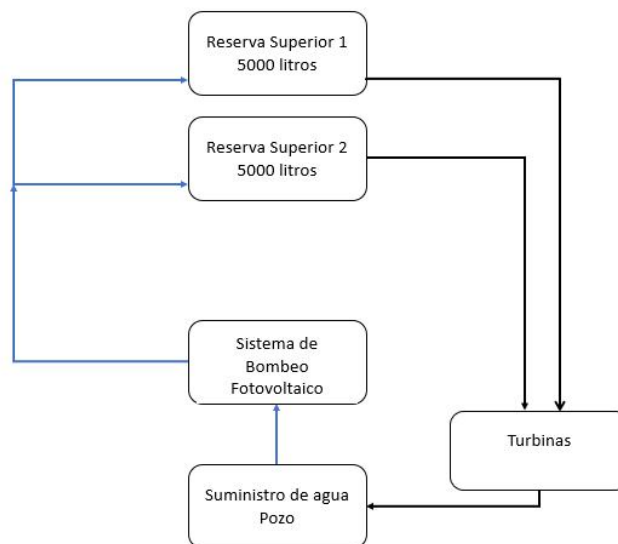 Reserva Superior 1
5000 litros
Reserva Superior 2
5000 litros
Sistema de
Bombeo
Fotovoltaico
Turbinas
Suministro de agua
Pozo